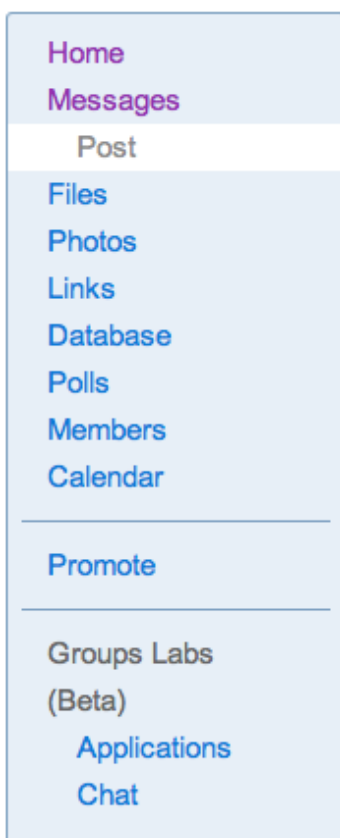 Home
Messages
Post
Files
Photos
Links
Database
Polls
Members
Calendar
Promote
Groups Labs
(Beta)
Applications
Chat